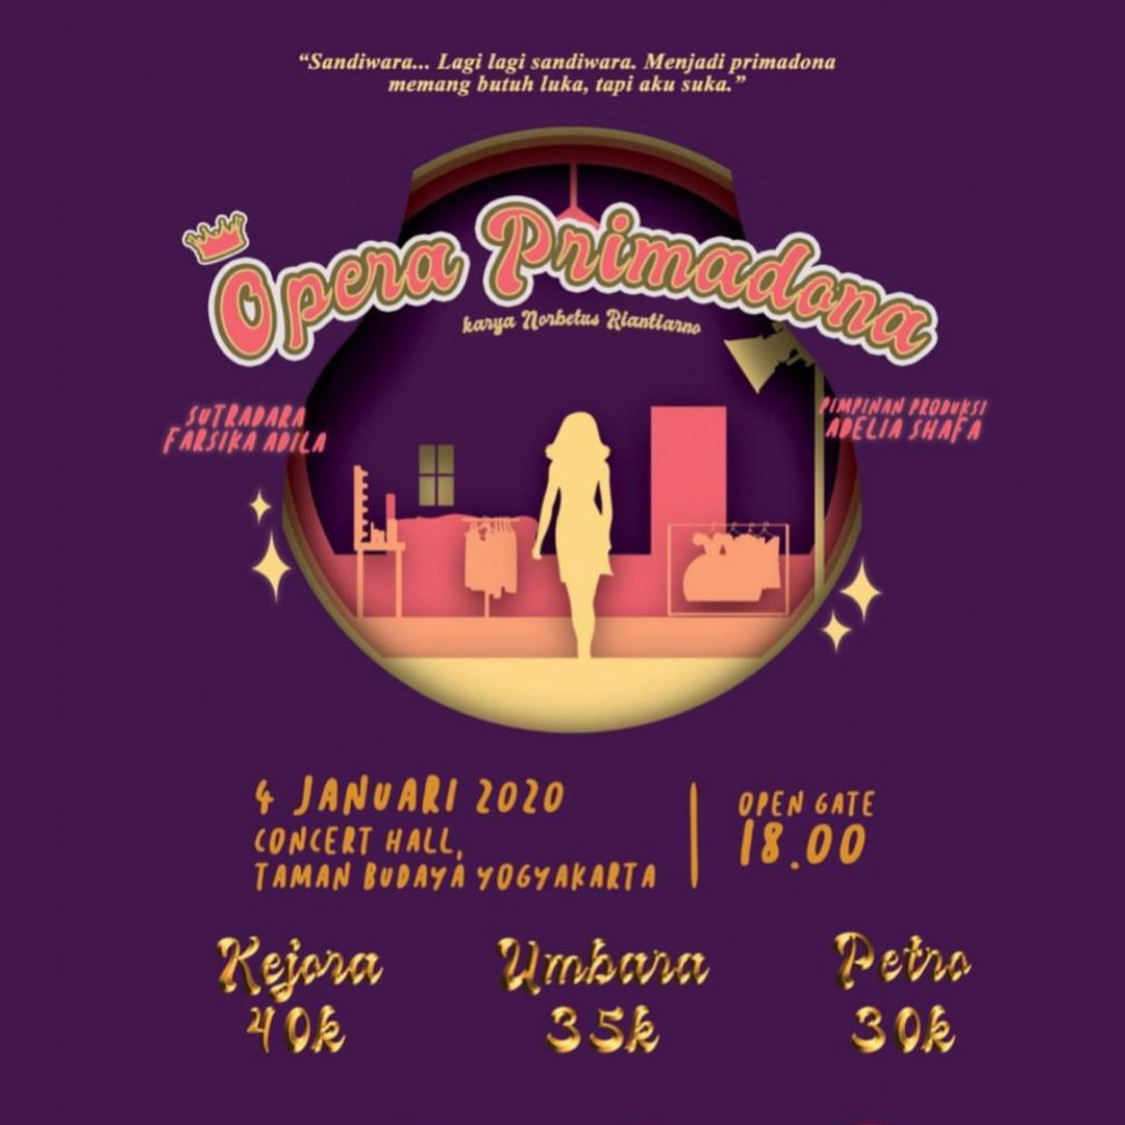 “Sandiwara... Lagi lagi sandiwara. Menjadi primadona
memang butuh luka, tapi aku suka.”
Opera Primadona
karya Norbetus Riantiarno
SUTRADARA
FARSIKA ADILA
PIMPINAN PRODUKSI
ADELIA SHAFA
4 JANUARI 2020
CONCERT HALL,
TAMAN BUDAYA YOGYAKARTA
OPEN GATE
18.00
Kejora
40k
Umbara
35k
Petro
30k